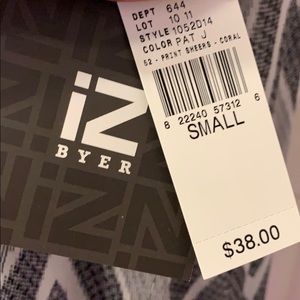 DEPT 644
LOT 10 11
STYLE 1052D14
COLOR PAT J
52 - PRINT SHEERS - CORAL
8 22240 57312 6
SMALL
$38.00
iZ
BYER